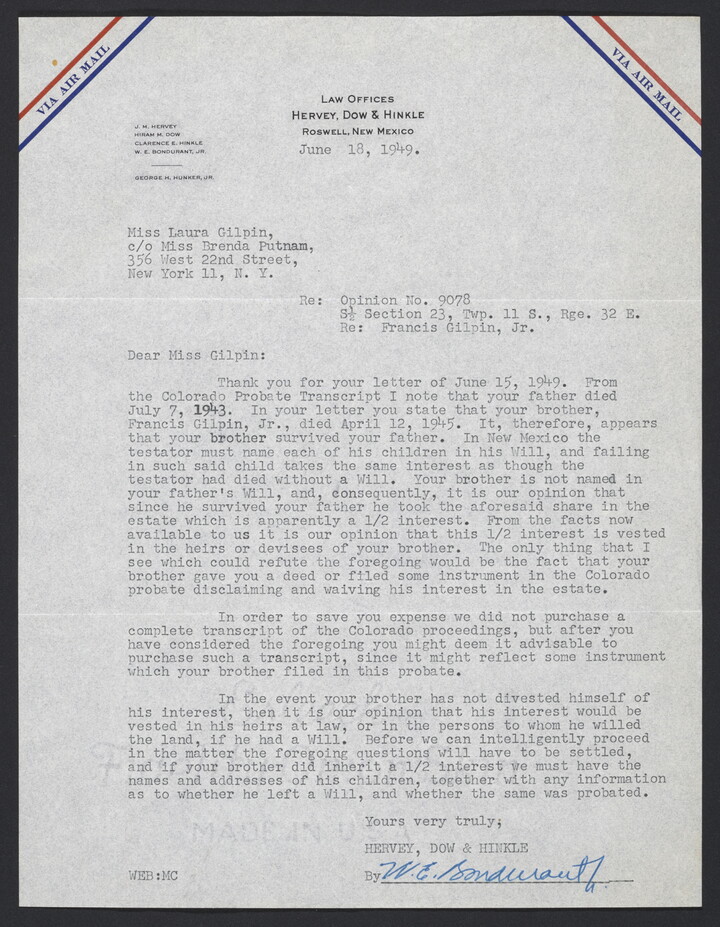 VIA AIR MAIL
VIA AIR MAIL
LAW OFFICES
HERVEY, DOW & HINKLE
ROSWELL, NEW MEXICO
J. M. HERVEY
HIRAM M. DOW
CLARENCE E. HINKLE
W. E. BONDURANT, JR.
GEORGE H. HUNKER, JR.
June 18, 1949.
Miss Laura Gilpin,
c/o Miss Brenda Putnam,
356 West 22nd Street,
New York 11, N. Y.
Re: Opinion No. 9078
S½ Section 23, Twp. 11 S., Rge. 32 E.
Re: Francis Gilpin, Jr.
Dear Miss Gilpin:
Thank you for your letter of June 15, 1949. From
the Colorado Probate Transcript I note that your father died
July 7, 1943. In your letter you state that your brother,
Francis Gilpin, Jr., died April 12, 1945. It, therefore, appears
that your brother survived your father. In New Mexico the
testator must name each of his children in his Will, and failing
in such said child takes the same interest as though the
testator had died without a Will. Your brother is not named in
your father's Will, and, consequently, it is our opinion that
since he survived your father he took the aforesaid share in the
estate which is apparently a 1/2 interest. From the facts now
available to us it is our opinion that this 1/2 interest is vested
in the heirs or devisees of your brother. The only thing that I
see which could refute the foregoing would be the fact that your
brother gave you a deed or filed some instrument in the Colorado
probate disclaiming and waiving his interest in the estate.
In order to save you expense we did not purchase a
complete transcript of the Colorado proceedings, but after you
have considered the foregoing you might deem it advisable to
purchase such a transcript, since it might reflect some instrument
which your brother filed in this probate.
In the event your brother has not divested himself of
his interest, then it is our opinion that his interest would be
vested in his heirs at law, or in the persons to whom he willed
the land, if he had a Will. Before we can intelligently proceed
in the matter the foregoing questions will have to be settled,
and if your brother did inherit a 1/2 interest we must have the
names and addresses of his children, together with any information
as to whether he left a Will, and whether the same was probated.
MADE IN U S A
Yours very truly,
HERVEY, DOW & HINKLE
WEB:MC
By W. E. Bondurant Jr.